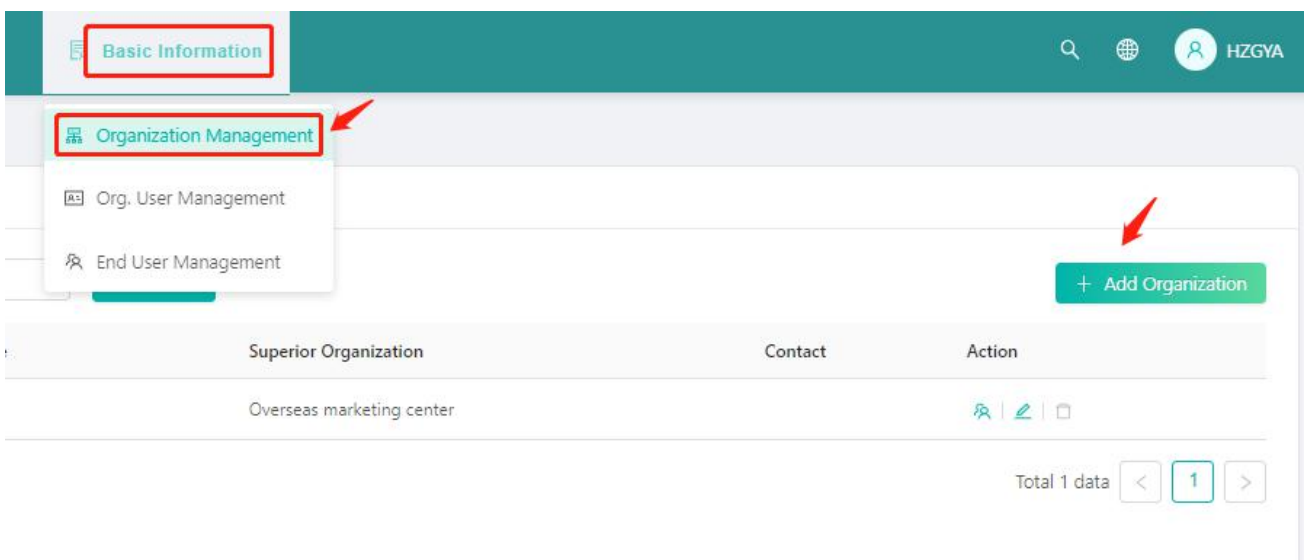 Basic Information
HZGYA
Organization Management
Org. User Management
End User Management
+ Add Organization
Superior Organization Contact Action
Overseas marketing center
Total 1 data < 1 >